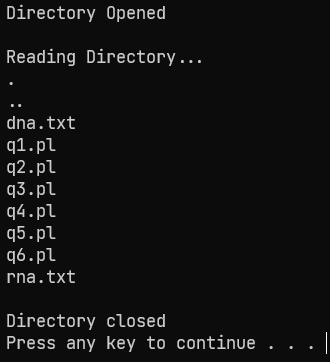 Directory Opened
Reading Directory...
.
..
dna.txt
q1.pl
q2.pl
q3.pl
q4.pl
q5.pl
q6.pl
rna.txt
Directory closed
Press any key to continue . . .